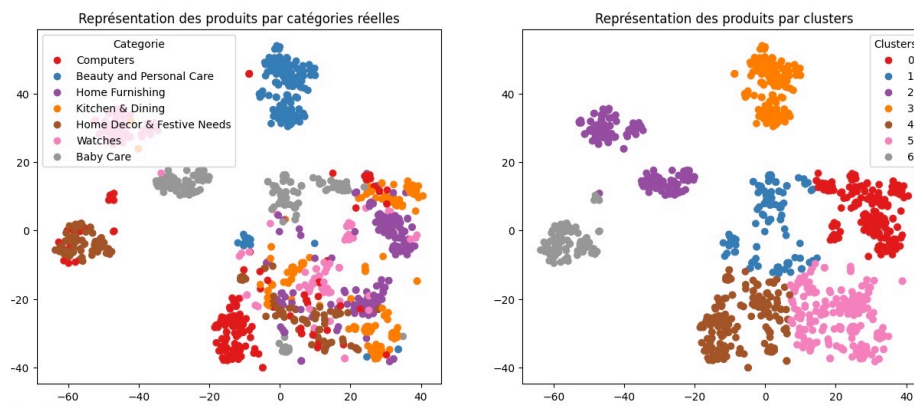 Représentation des produits par catégories réelles
Categorie
Computers
Beauty and Personal Care
Home Furnishing
Kitchen & Dining
Home Decor & Festive Needs
Watches
Baby Care
40
20
0
−20
−40
−60
−40
−20
0
20
40
Représentation des produits par clusters
Clusters
0
1
2
3
4
5
6
40
20
0
−20
−40
−60
−40
−20
0
20
40